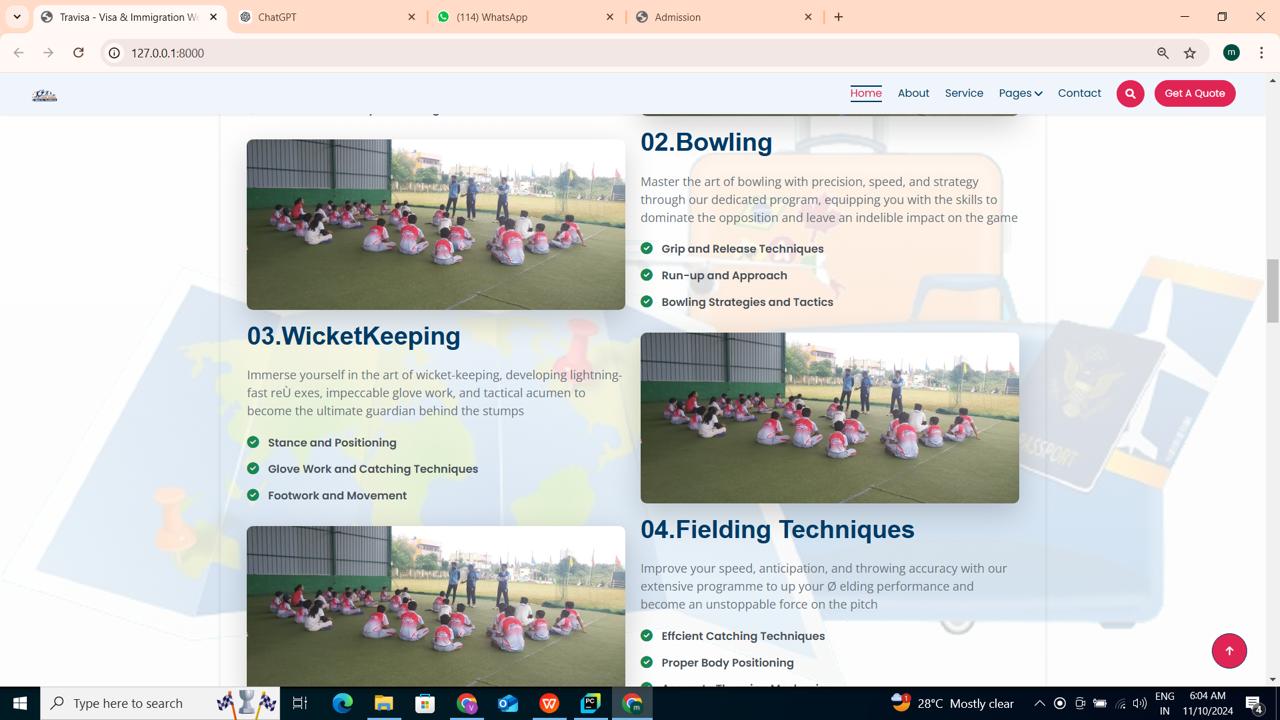 Travisa - Visa & Immigration W
ChatGPT
(114) WhatsApp
Admission
127.0.0.1:8000
m
Home
About
Service
Pages
Contact
Get A Quote
02.Bowling
Master the art of bowling with precision, speed, and strategy
through our dedicated program, equipping you with the skills to
dominate the opposition and leave an indelible impact on the game
Grip and Release Techniques
Run-up and Approach
Bowling Strategies and Tactics
03.WicketKeeping
Immerse yourself in the art of wicket-keeping, developing lightning-
fast reÙ exes, impeccable glove work, and tactical acumen to
become the ultimate guardian behind the stumps
Stance and Positioning
Glove Work and Catching Techniques
Footwork and Movement
PASSPORT
04.Fielding Techniques
Improve your speed, anticipation, and throwing accuracy with our
extensive programme to up your Ø elding performance and
become an unstoppable force on the pitch
Effcient Catching Techniques
Proper Body Positioning
Type here to search
PC
m
1
28°C Mostly clear
ENG
IN
6:04 AM
11/10/2024
4